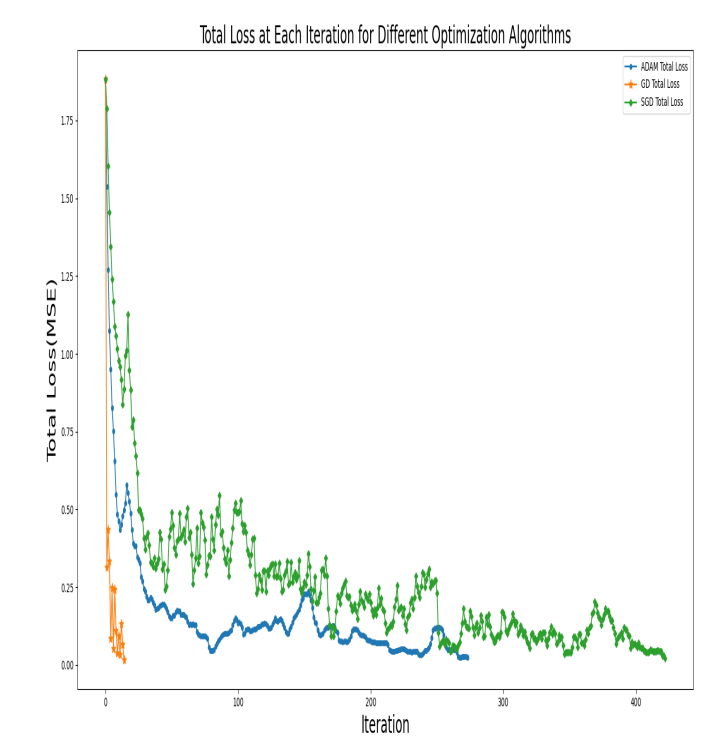 Total Loss at Each Iteration for Different Optimization Algorithms
ADAM Total Loss
GD Total Loss
SGD Total Loss
Total Loss(MSE)
1.75
1.50
1.25
1.00
0.75
0.50
0.25
0.00
0 100 200 300 400
Iteration